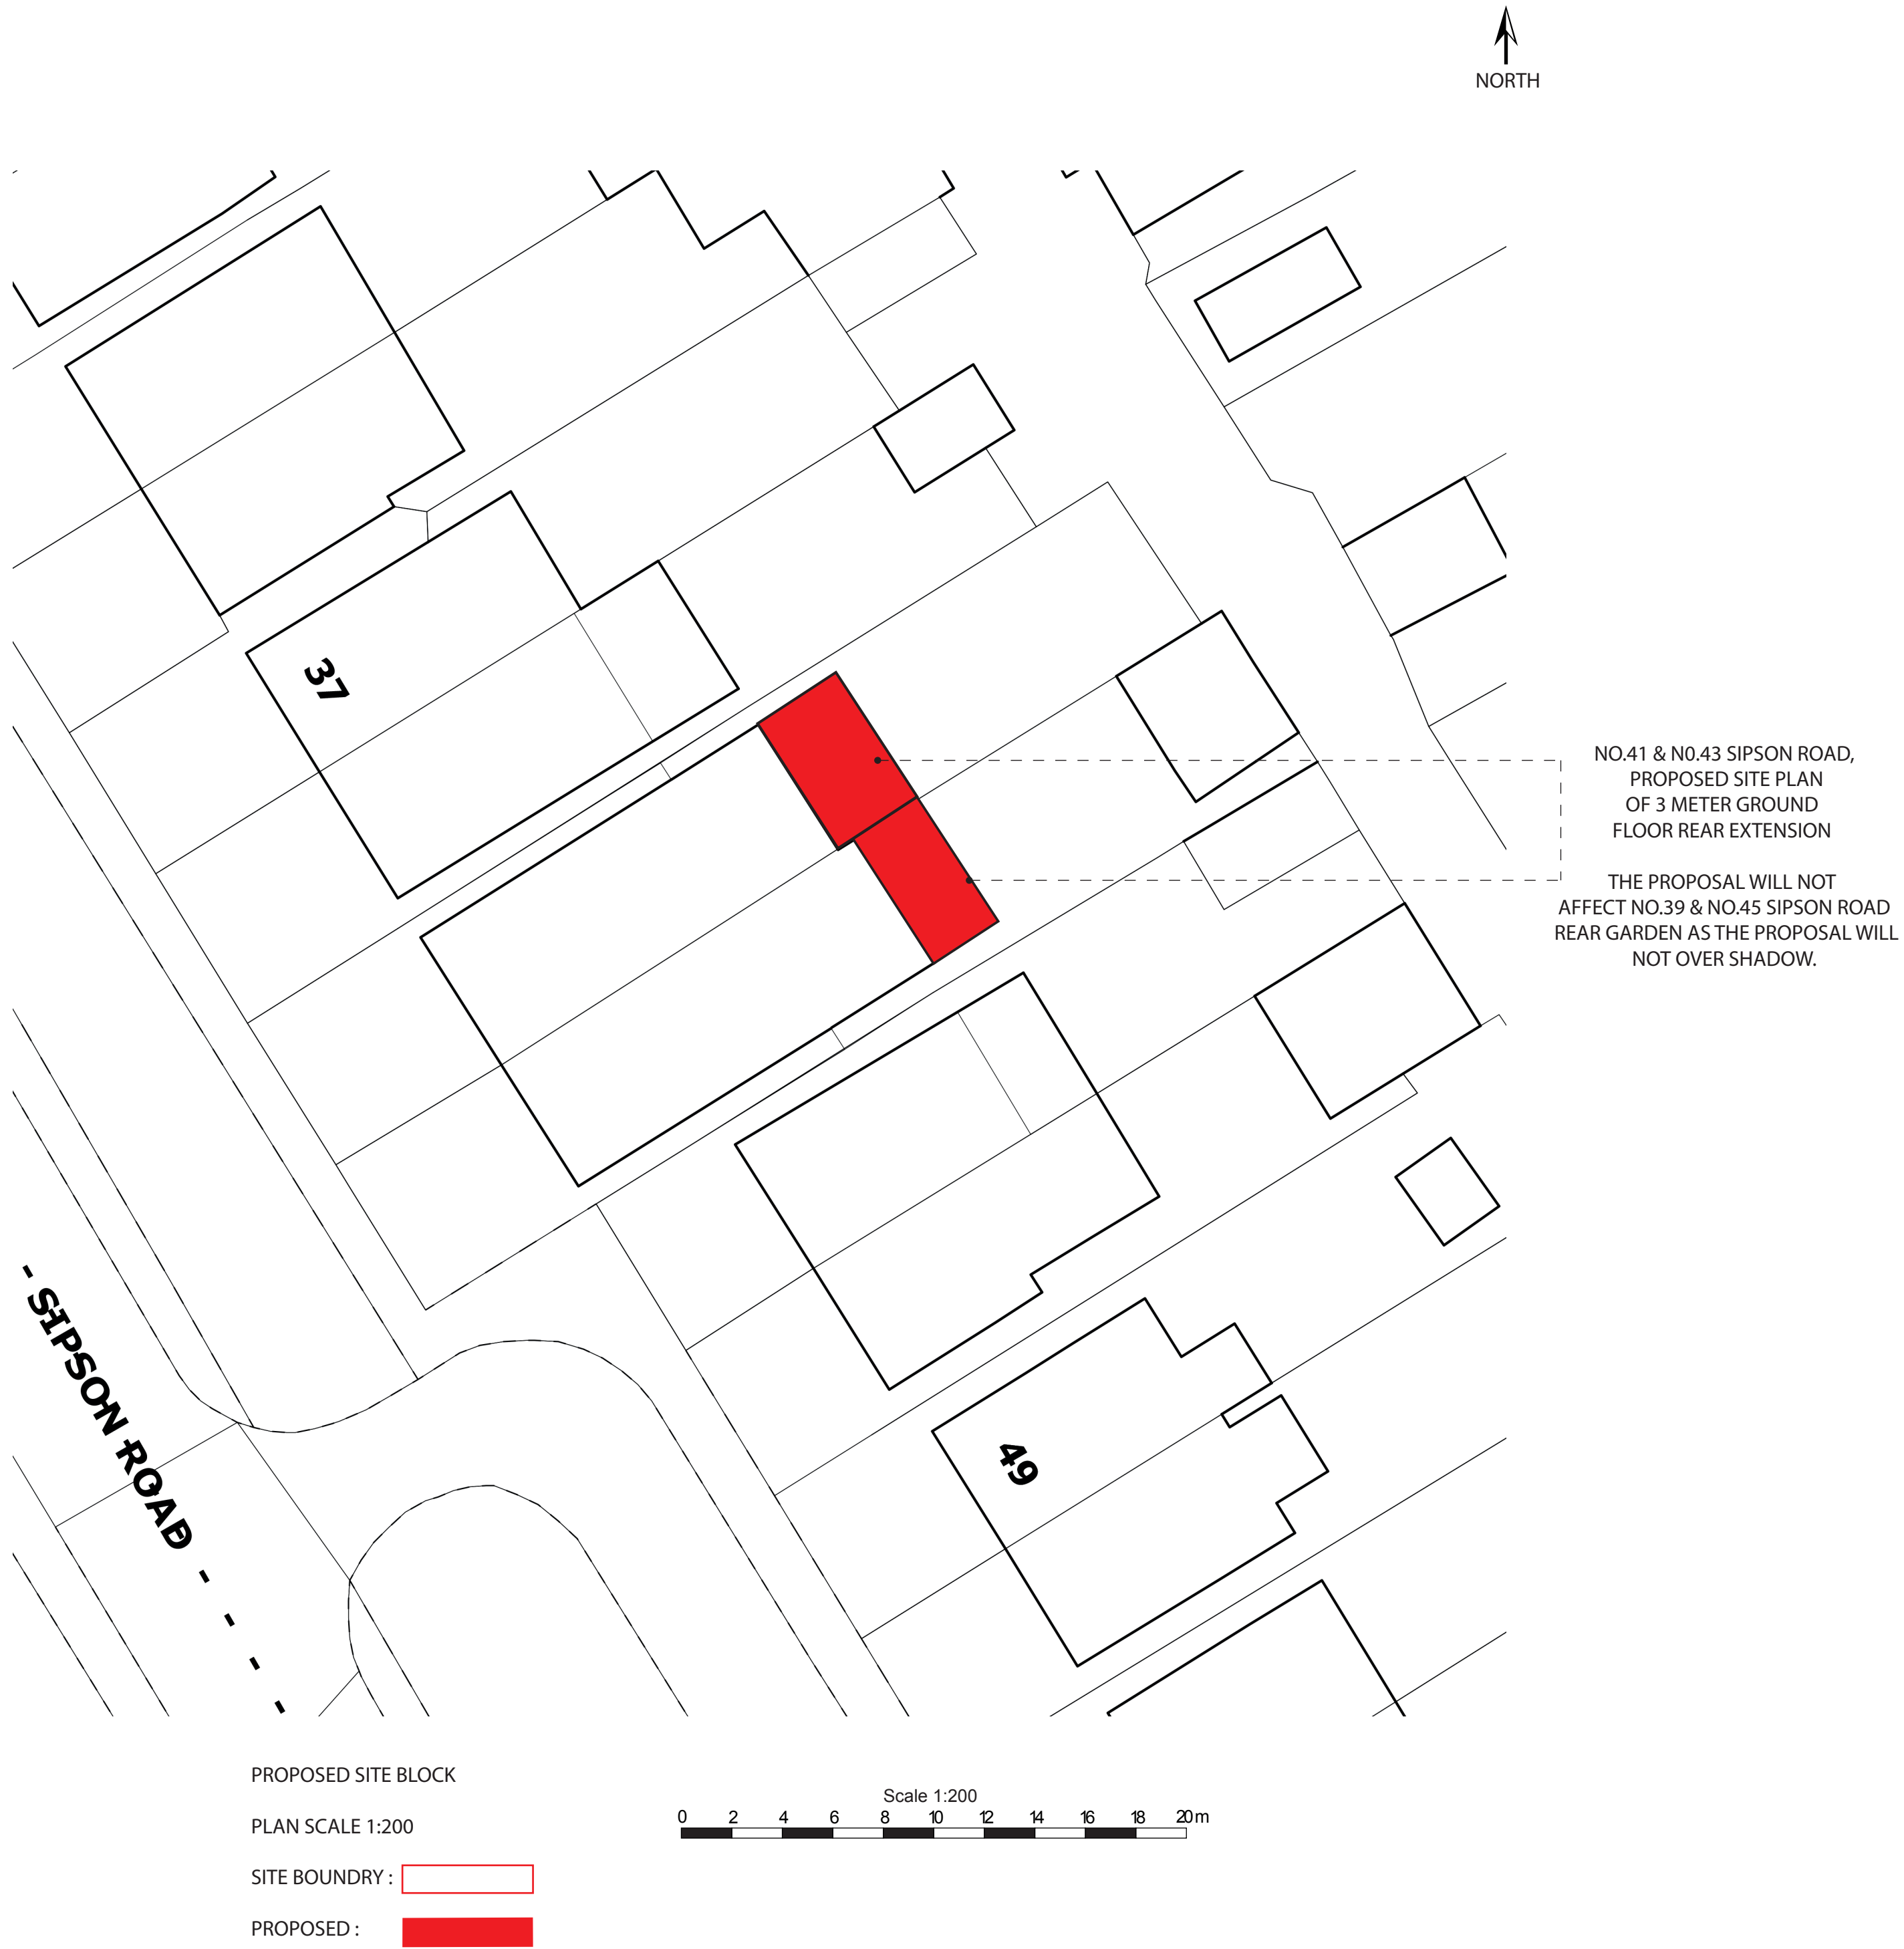 NORTH
37
NO.41 & N0.43 SIPSON ROAD,
PROPOSED SITE PLAN
OF 3 METER GROUND
FLOOR REAR EXTENSION
THE PROPOSAL WILL NOT
AFFECT NO.39 & NO.45 SIPSON ROAD
REAR GARDEN AS THE PROPOSAL WILL
NOT OVER SHADOW.
- SIPSON ROAD - - - -
49
PROPOSED SITE BLOCK
PLAN SCALE 1:200
SITE BOUNDRY :
PROPOSED :
Scale 1:200
0 2 4 6 8 10 12 14 16 18 20m